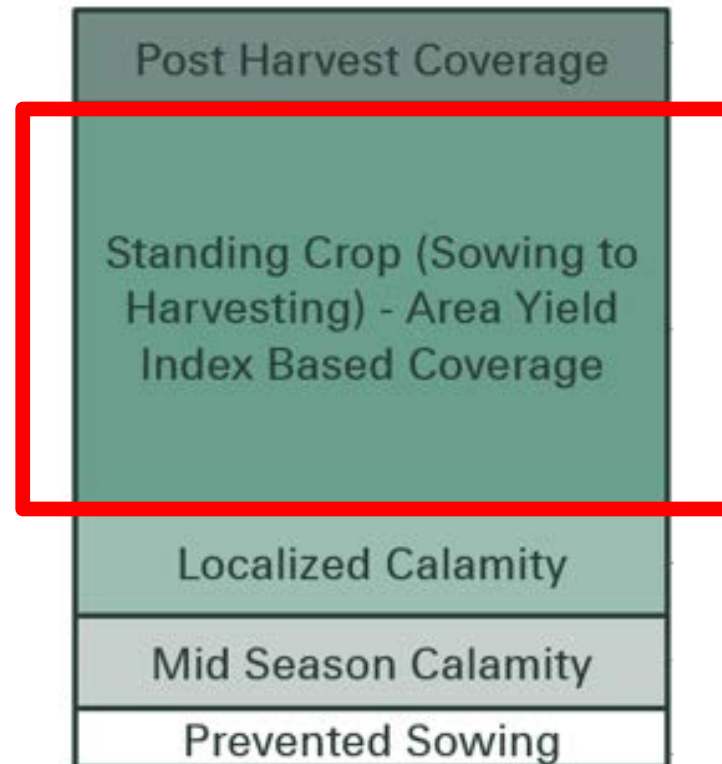 Post Harvest Coverage
Standing Crop (Sowing to
Harvesting) - Area Yield
Index Based Coverage
Localized Calamity
Mid Season Calamity
Prevented Sowing